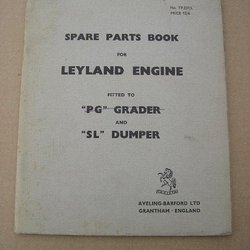 SPARE PARTS BOOK
FOR
LEYLAND ENGINE
FITTED TO
"PG" GRADER
AND
"SL" DUMPER
AVELING-BARFORD LTD
GRANTHAM · ENGLAND